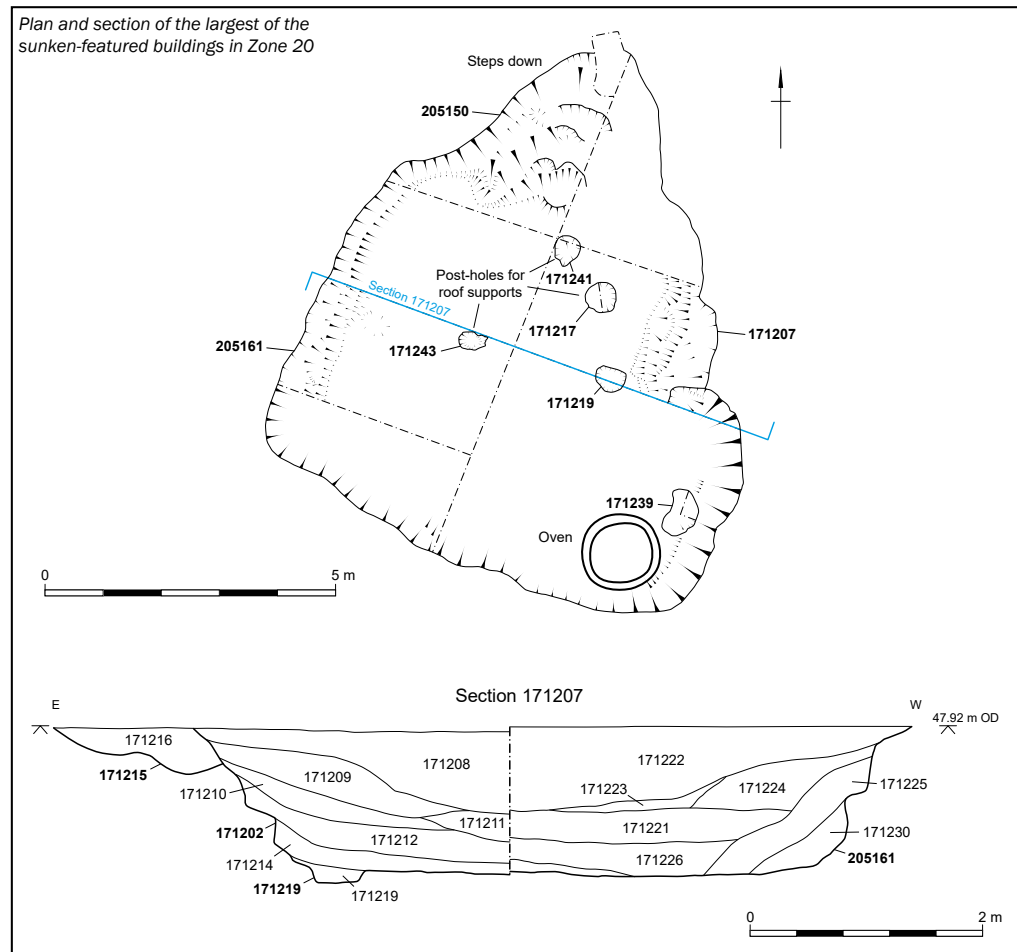 Plan and section of the largest of the
sunken-featured buildings in Zone 20
Steps down
205150
Post-holes for
roof supports
171241
171217
Section 171207
171207
205161
171243
171219
171239
Oven
0 5 m
Section 171207
E W
47.92 m OD
171216
171208
171222
171215
171209
171223
171224
171225
171210
171211
171221
171202
171212
171230
171214
171226
205161
171219
171219
0 2 m